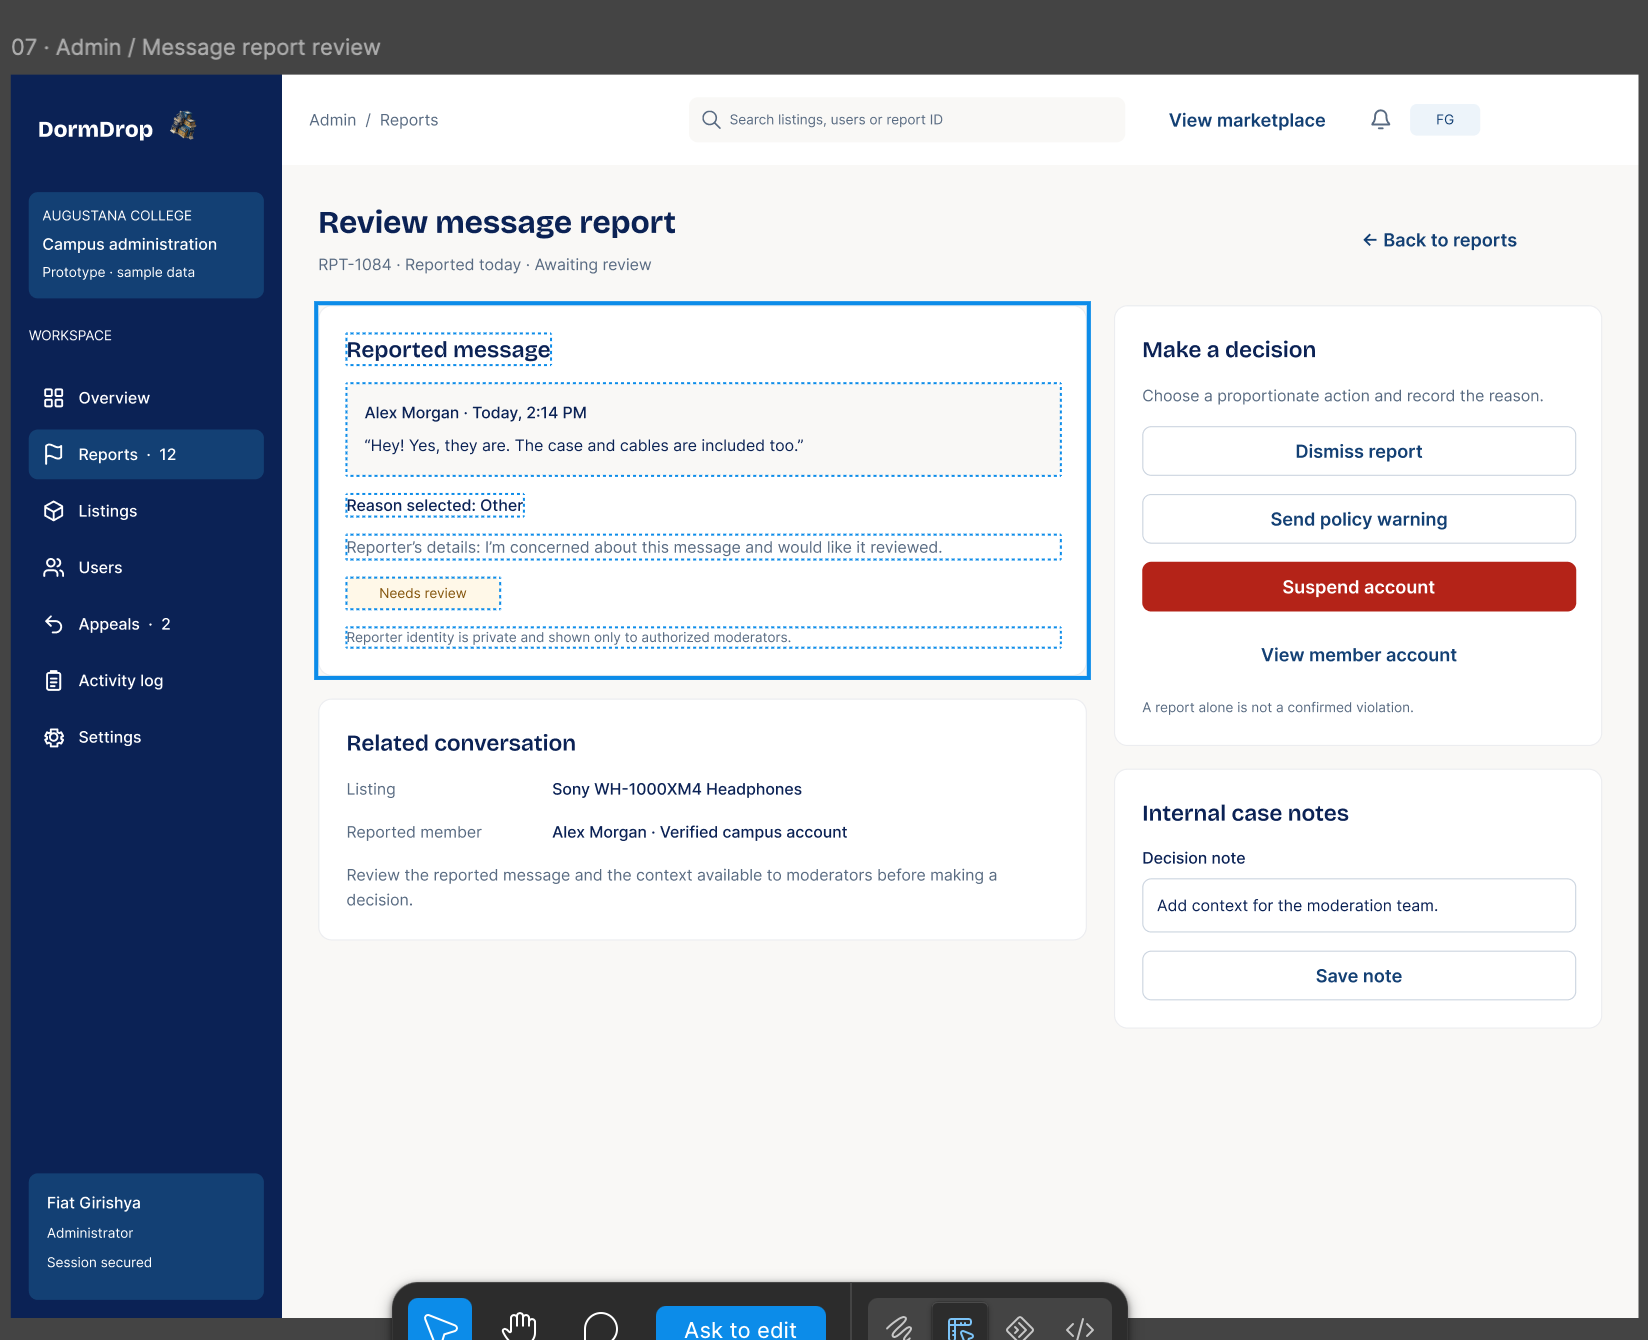 07 · Admin / Message report review
DormDrop
AUGUSTANA COLLEGE
Campus administration
Prototype · sample data
WORKSPACE
Overview
Reports · 12
Listings
Users
Appeals · 2
Activity log
Settings
Fiat Girishya
Administrator
Session secured
Admin / Reports
Search listings, users or report ID
View marketplace
FG
Review message report
RPT-1084 · Reported today · Awaiting review
← Back to reports
Reported message
Alex Morgan · Today, 2:14 PM
“Hey! Yes, they are. The case and cables are included too.”
Reason selected: Other
Reporter’s details: I’m concerned about this message and would like it reviewed.
Needs review
Reporter identity is private and shown only to authorized moderators.
Related conversation
Listing Sony WH-1000XM4 Headphones
Reported member Alex Morgan · Verified campus account
Review the reported message and the context available to moderators before making a
decision.
Make a decision
Choose a proportionate action and record the reason.
Dismiss report
Send policy warning
Suspend account
View member account
A report alone is not a confirmed violation.
Internal case notes
Decision note
Add context for the moderation team.
Save note
Ask to edit